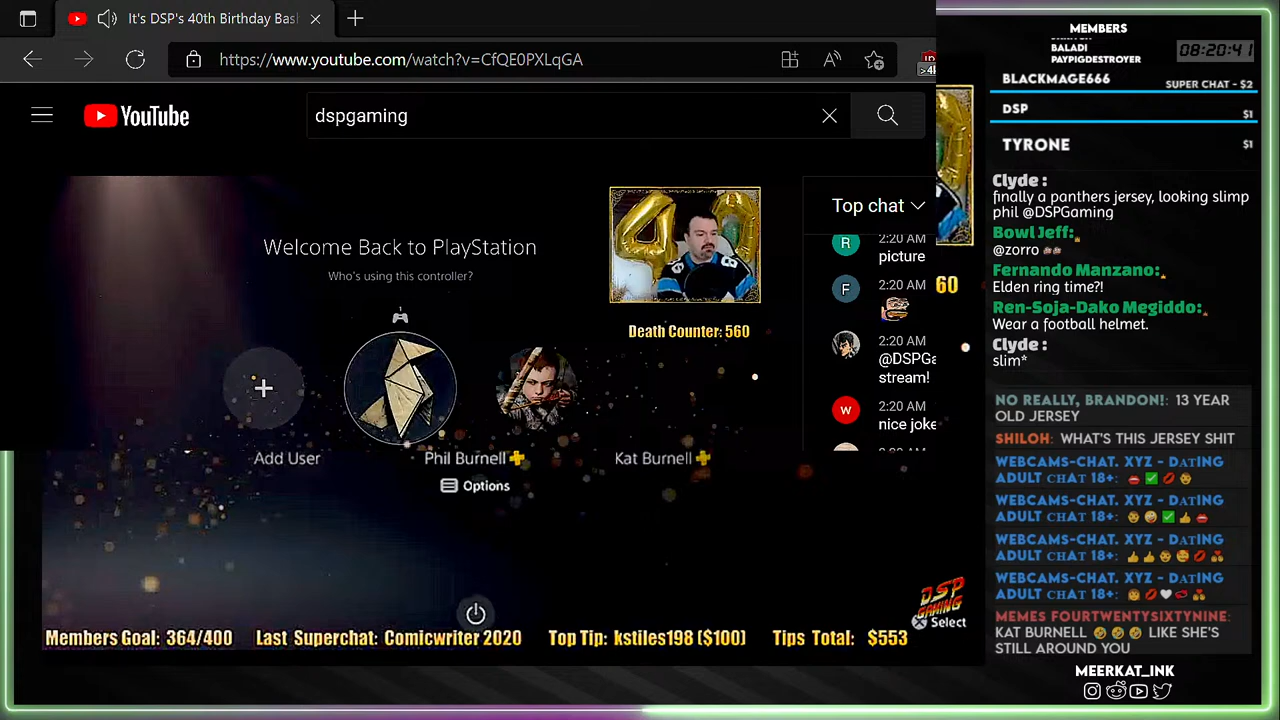 It's DSP's 40th Birthday Bas
https://www.youtube.com/watch?v=CfQE0PXLqGA
YouTube
dspgaming
Welcome Back to PlayStation
Who's using this controller?
Add User
Phil Burnell
Kat Burnell
Options
Death Counter: 560
60
Top chat
R
2:20 AM
picture
F
2:20 AM
2:20 AM
@DSPGa
stream!
W
2:20 AM
nice joke
DSP
GAMING
Select
Members Goal: 364/400 Last Superchat: Comicwriter 2020 Top Tip: kstiles198 ($100) Tips Total: $553
MEMBERS
BALADI
PAYPIGDESTROYER
08:20:41
BLACKMAGE666 SUPER CHAT - $2
DSP $1
TYRONE $1
Clyde :
finally a panthers jersey, looking slimp
phil @DSPGaming
Bowl Jeff:
@zorro
Fernando Manzano:
Elden ring time?!
Ren-Soja-Dako Megiddo:
Wear a football helmet.
Clyde :
slim*
NO REALLY, BRANDON!: 13 YEAR
OLD JERSEY
SHILOH: WHAT'S THIS JERSEY SHIT
WEBCAMS-CHAT. XYZ - DATING
ADULT CHAT 18+: 
WEBCAMS-CHAT. XYZ - DATING
ADULT CHAT 18+: 
WEBCAMS-CHAT. XYZ - DATING
ADULT CHAT 18+: 
WEBCAMS-CHAT. XYZ - DATING
ADULT CHAT 18+: 
MEMES FOURTWENTYSIXTYNINE:
KAT BURNELL 🤣🤣🤣 LIKE SHE'S
STILL AROUND YOU
MEERKAT_INK